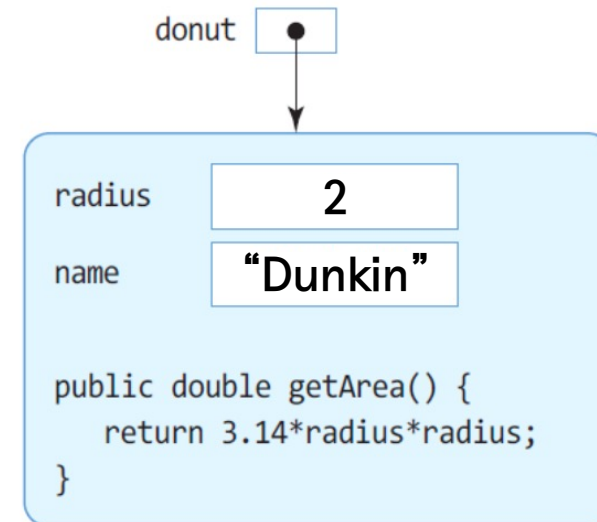 donut
radius 2
name “Dunkin”
public double getArea() {
return 3.14*radius*radius;
}